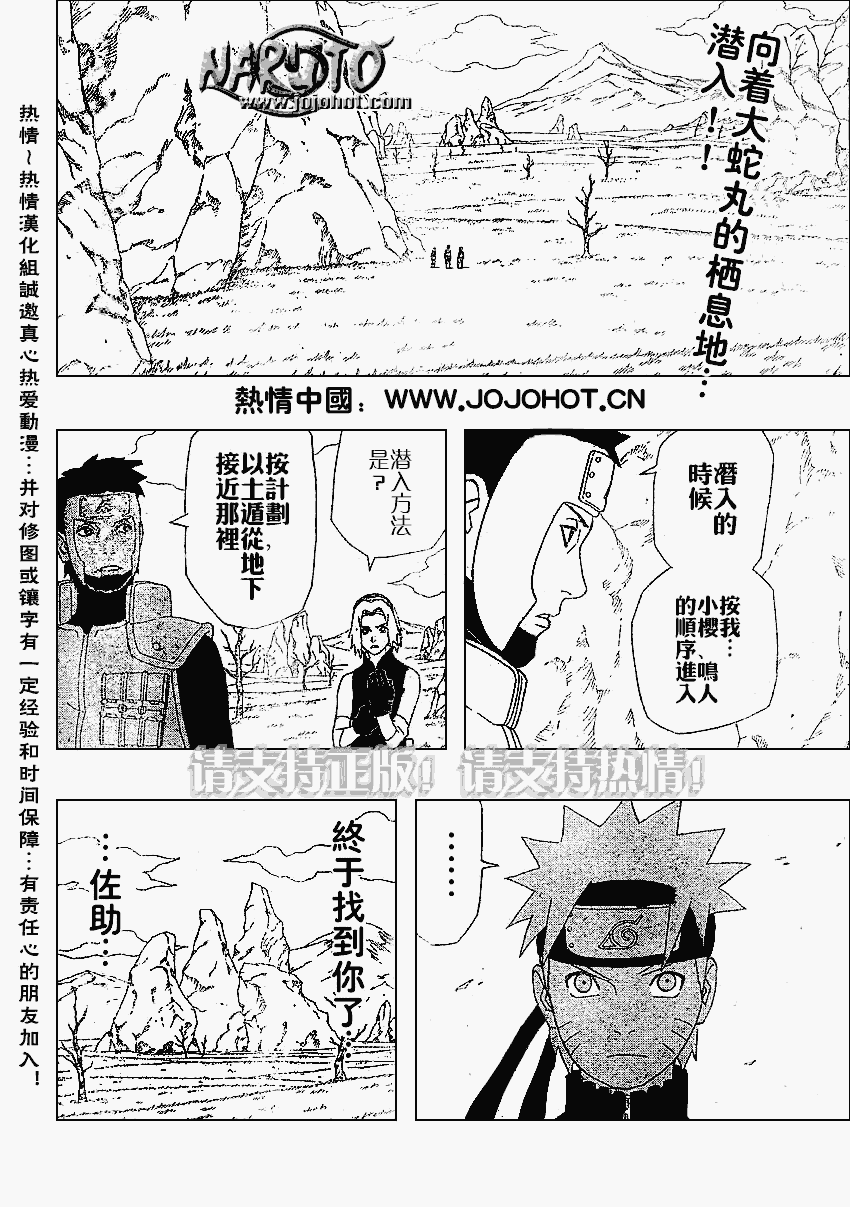 NARUTO
www.jojohot.com
向着大蛇丸的栖息地…
潜入！！
熱情中國：WWW.JOJOHOT.CN
潛入的
時候
按我…
小櫻、鳴人
的順序進入
潜入方法
是？
按計劃，
以土遁從地下
接近那裡
请支持正版！ 请支持热情！
……
終于找到你了…
…佐助…
热情～热情漢化組誠邀真心热爱動漫…并对修图或镶字有一定经验和时间保障…有责任心的朋友加入！